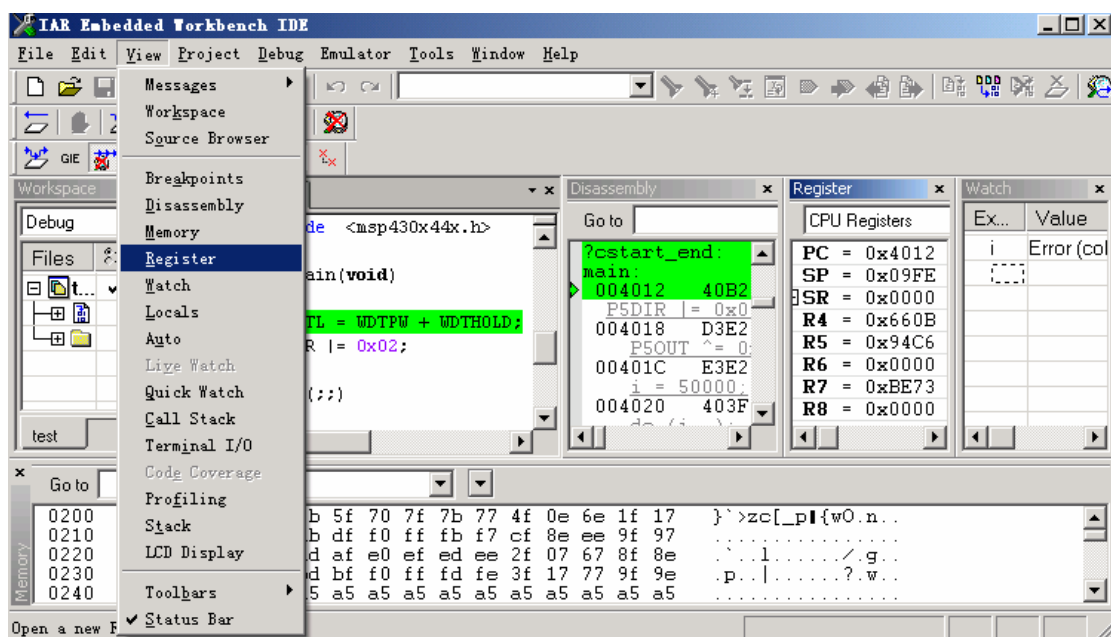 IAR Embedded Workbench IDE
File Edit View Project Debug Emulator Tools Window Help
Messages
Workspace
Source Browser
Breakpoints
Disassembly
Memory
Register
Watch
Locals
Auto
Live Watch
Quick Watch
Call Stack
Terminal I/O
Code Coverage
Profiling
Stack
LCD Display
Toolbars
Status Bar
GIE
Workspace
Debug
Files
t...
test
de <msp430x44x.h>
ain(void)
TL = WDTPW + WDTHOLD;
R |= 0x02;
(;;)
Disassembly
Go to
?cstart_end:
main:
004012 40B2
P5DIR |= 0x0
004018 D3E2
P5OUT ^= 0
00401C E3E2
i = 50000;
004020 403F
Register
CPU Registers
PC = 0x4012
SP = 0x09FE
SR = 0x0000
R4 = 0x660B
R5 = 0x94C6
R6 = 0x0000
R7 = 0xBE73
R8 = 0x0000
Watch
Ex... Value
i Error (col
Memory
Go to
0200 b 5f 70 7f 7b 77 4f 0e 6e 1f 17 }`>zc[_p {wO.n..
0210 b df f0 ff fb f7 cf 8e ee 9f 97 ................
0220 d af e0 ef ed ee 2f 07 67 8f 8e .`..l....../.g..
0230 d bf f0 ff fd fe 3f 17 77 9f 9e .p..|......?.w..
0240 5 a5 a5 a5 a5 a5 a5 a5 a5 a5 a5 ................
Open a new